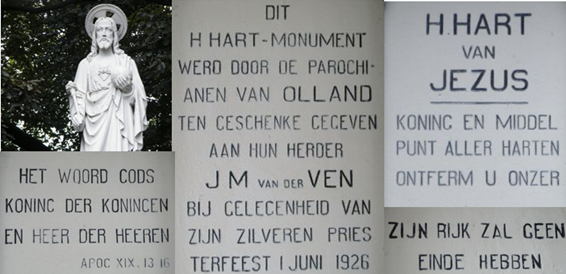 HET WOORD GODS
KONING DER KONINGEN
EN HEER DER HEEREN
APOC XIX, 13 16
DIT
H HART-MONUMENT
WERD DOOR DE PAROCHI-
ANEN VAN OLLAND
TEN GESCHENKE GEGEVEN
AAN HUN HERDER
J M VAN DER VEN
BIJ GELEGENHEID VAN
ZIJN ZILVEREN PRIES
TERFEEST 1 JUNI 1926
H. HART
VAN
JEZUS
KONING EN MIDDEL
PUNT ALLER HARTEN
ONTFERM U ONZER
ZIJN RIJK ZAL GEEN
EINDE HEBBEN